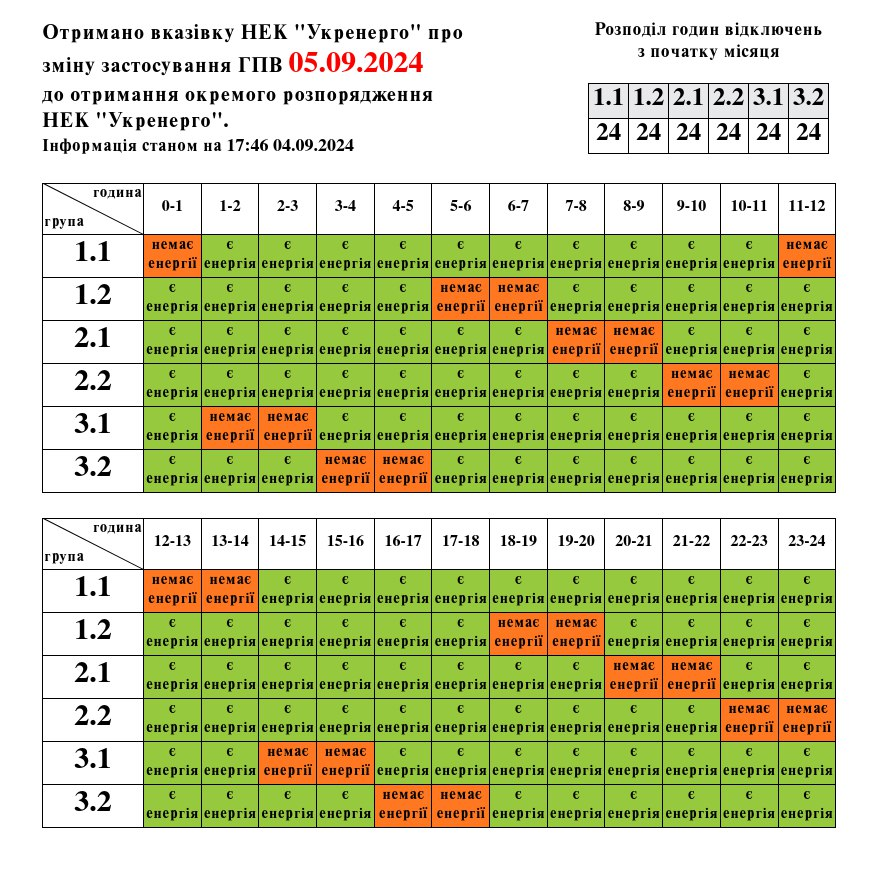 Отримано вказівку НЕК "Укренерго" про
зміну застосування ГПВ 05.09.2024
до отримання окремого розпорядження
НЕК "Укренерго".
Інформація станом на 17:46 04.09.2024
Розподіл годин відключень
з початку місяця
1.1 1.2 2.1 2.2 3.1 3.2
24 24 24 24 24 24
година
група
0-1 1-2 2-3 3-4 4-5 5-6 6-7 7-8 8-9 9-10 10-11 11-12
1.1
немає є є є є є є є є є є немає
енергії енергія енергія енергія енергія енергія енергія енергія енергія енергія енергія енергії
1.2
є є є є є немає немає є є є є є
енергія енергія енергія енергія енергія енергії енергії енергія енергія енергія енергія енергія
2.1
є є є є є є є немає немає є є є
енергія енергія енергія енергія енергія енергія енергія енергії енергії енергія енергія енергія
2.2
є є є є є є є є є немає немає є
енергія енергія енергія енергія енергія енергія енергія енергія енергія енергії енергії енергія
3.1
є немає немає є є є є є є є є є
енергія енергії енергії енергія енергія енергія енергія енергія енергія енергія енергія енергія
3.2
є є є немає немає є є є є є є є
енергія енергія енергія енергії енергії енергія енергія енергія енергія енергія енергія енергія
година
група
12-13 13-14 14-15 15-16 16-17 17-18 18-19 19-20 20-21 21-22 22-23 23-24
1.1
немає немає є є є є є є є є є є
енергії енергії енергія енергія енергія енергія енергія енергія енергія енергія енергія енергія
1.2
є є є є є є немає немає є є є є
енергія енергія енергія енергія енергія енергія енергії енергії енергія енергія енергія енергія
2.1
є є є є є є є є немає немає є є
енергія енергія енергія енергія енергія енергія енергія енергія енергії енергії енергія енергія
2.2
є є є є є є є є є є немає немає
енергія енергія енергія енергія енергія енергія енергія енергія енергія енергія енергії енергії
3.1
є є немає немає є є є є є є є є
енергія енергія енергії енергії енергія енергія енергія енергія енергія енергія енергія енергія
3.2
є є є є немає немає є є є є є є
енергія енергія енергія енергія енергії енергії енергія енергія енергія енергія енергія енергія